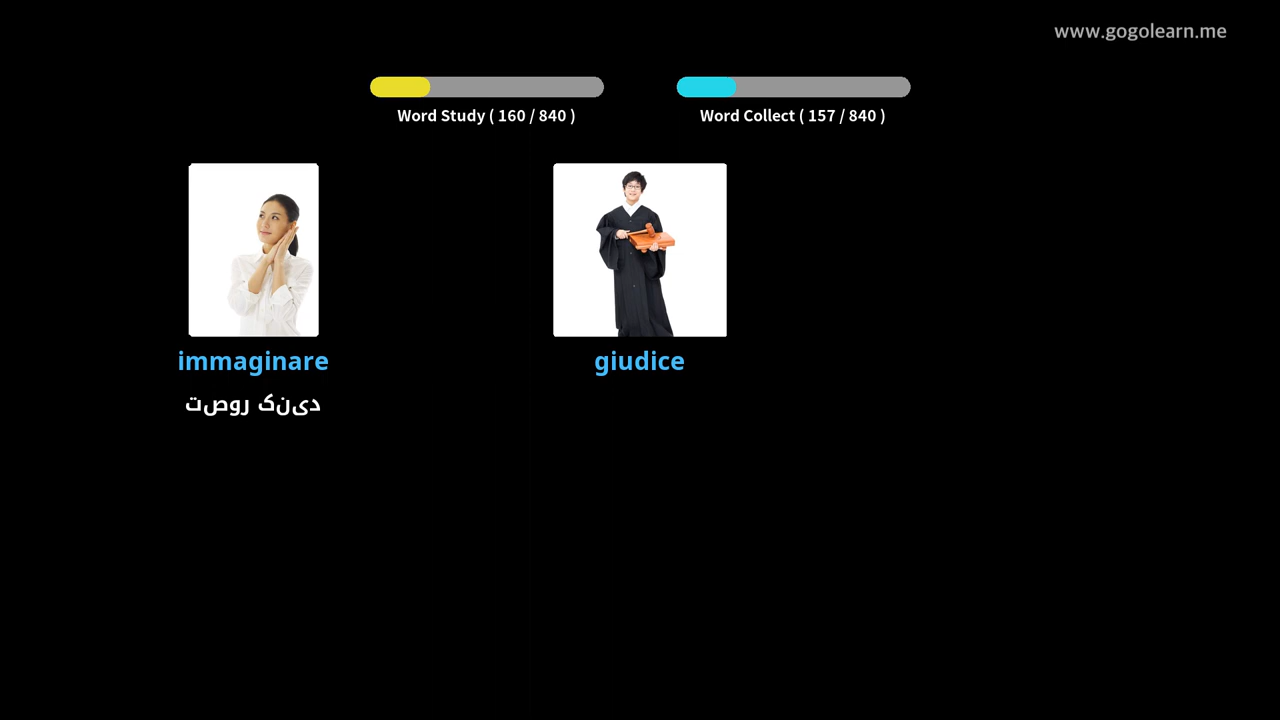 www.gogolearn.me
Word Study ( 160 / 840 )
Word Collect ( 157 / 840 )
immaginare
giudice
تصور کنید